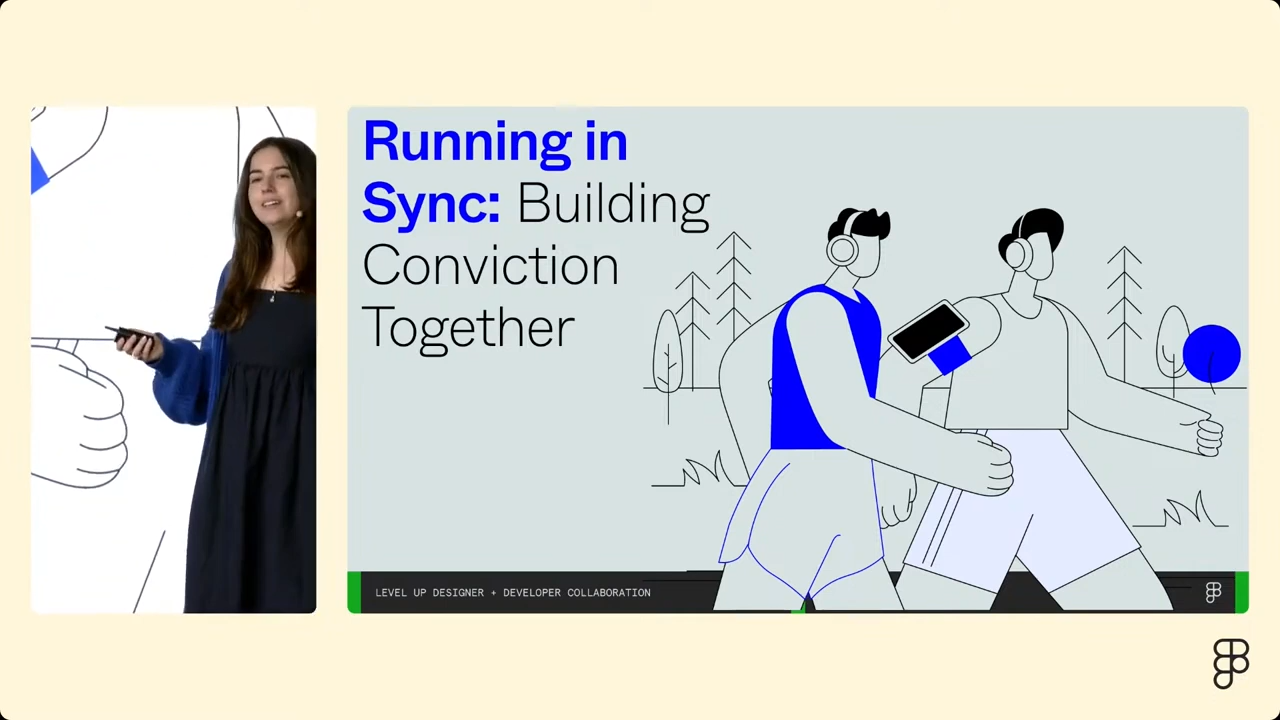 Running in
Sync: Building
Conviction
Together
LEVEL UP DESIGNER + DEVELOPER COLLABORATION